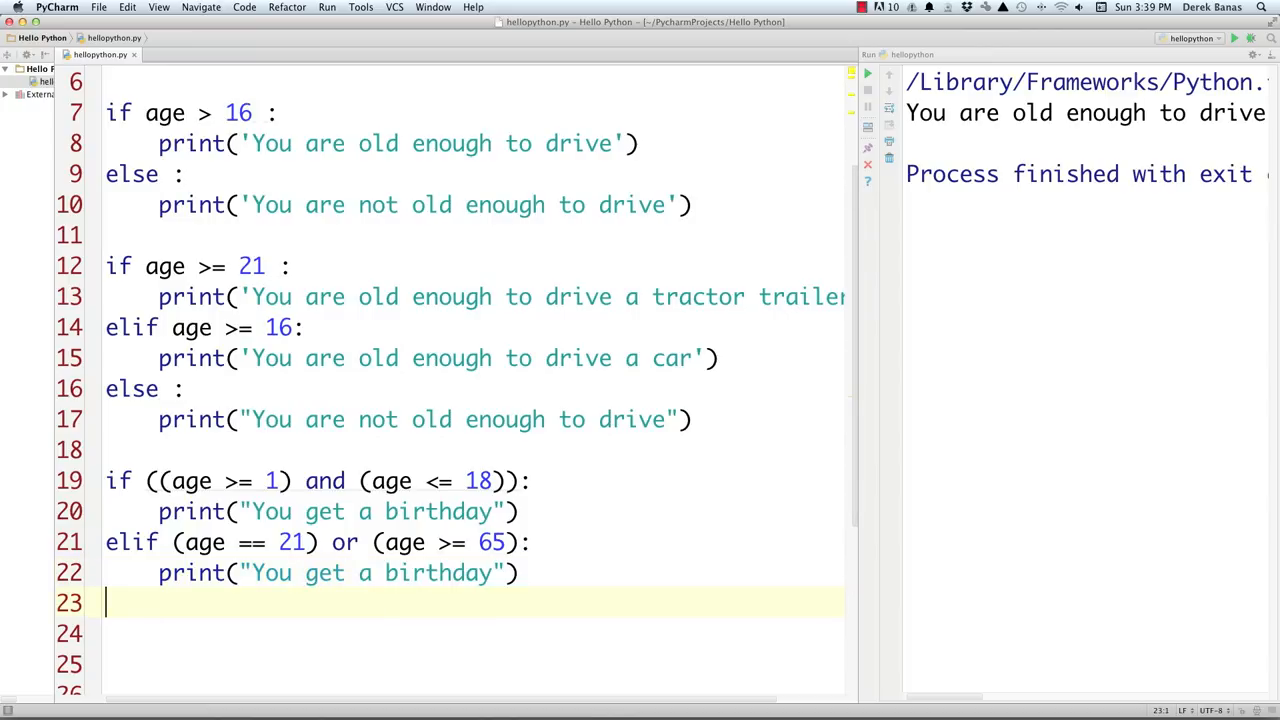 PyCharm File Edit View Navigate Code Refactor Run Tools VCS Window Help 10 Sun 3:39 PM Derek Banas
hellopython.py – Hello Python – [~/PycharmProjects/Hello Python]
Hello Python hellopython.py hellopython
hellopython.py Run hellopython
Hello P
hell
Extern
6
7 if age > 16 :
8 print('You are old enough to drive')
9 else :
10 print('You are not old enough to drive')
11
12 if age >= 21 :
13 print('You are old enough to drive a tractor trailer
14 elif age >= 16:
15 print('You are old enough to drive a car')
16 else :
17 print("You are not old enough to drive")
18
19 if ((age >= 1) and (age <= 18)):
20 print("You get a birthday")
21 elif (age == 21) or (age >= 65):
22 print("You get a birthday")
23
24
25
26
/Library/Frameworks/Python.
You are old enough to drive
Process finished with exit
23:1 LF UTF-8